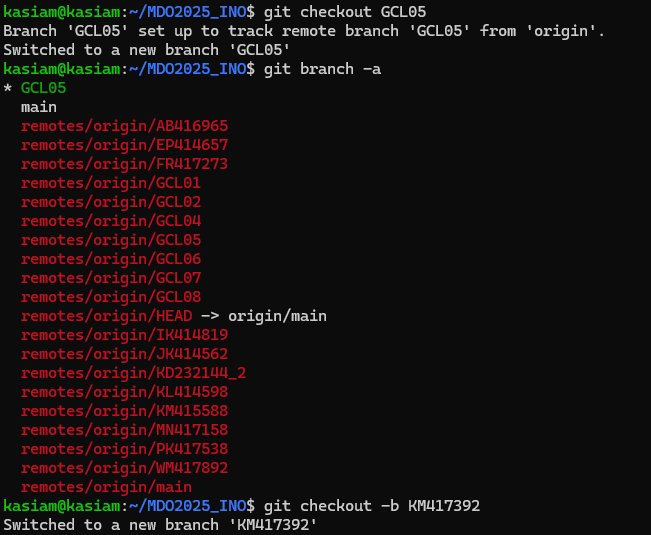 kasiam@kasiam:~/MDO2025_INO$ git checkout GCL05
Branch 'GCL05' set up to track remote branch 'GCL05' from 'origin'.
Switched to a new branch 'GCL05'
kasiam@kasiam:~/MDO2025_INO$ git branch -a
* GCL05
  main
  remotes/origin/AB416965
  remotes/origin/EP414657
  remotes/origin/FR417273
  remotes/origin/GCL01
  remotes/origin/GCL02
  remotes/origin/GCL04
  remotes/origin/GCL05
  remotes/origin/GCL06
  remotes/origin/GCL07
  remotes/origin/GCL08
  remotes/origin/HEAD -> origin/main
  remotes/origin/IK414819
  remotes/origin/JK414562
  remotes/origin/KD232144_2
  remotes/origin/KL414598
  remotes/origin/KM415588
  remotes/origin/MN417158
  remotes/origin/PK417538
  remotes/origin/WM417892
  remotes/origin/main
kasiam@kasiam:~/MDO2025_INO$ git checkout -b KM417392
Switched to a new branch 'KM417392'